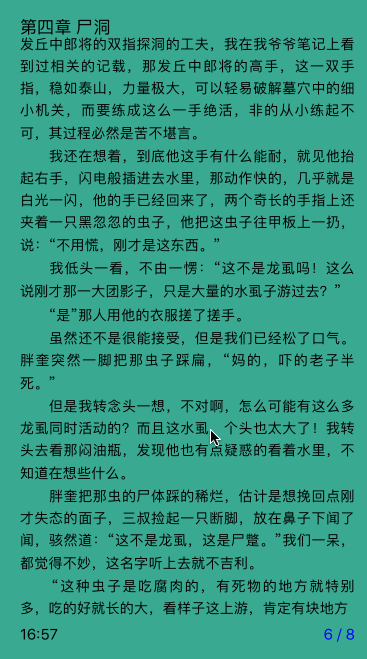 第四章 尸洞
发丘中郎将的双指探洞的工夫，我在我爷爷笔记上看
到过相关的记载，那发丘中郎将的高手，这一双手
指，稳如泰山，力量极大，可以轻易破解墓穴中的细
小机关，而要练成这么一手绝活，非的从小练起不
可，其过程必然是苦不堪言。
我还在想着，到底他这手有什么能耐，就见他抬
起右手，闪电般插进去水里，那动作快的，几乎就是
白光一闪，他的手已经回来了，两个奇长的手指上还
夹着一只黑忽忽的虫子，他把这虫子往甲板上一扔，
说：“不用慌，刚才是这东西。”
我低头一看，不由一愣：“这不是龙虱吗！这么
说刚才那一大团影子，只是大量的水虱子游过去？”
“是”那人用他的衣服搓了搓手。
虽然还不是很能接受，但是我们已经松了口气。
胖奎突然一脚把那虫子踩扁，“妈的，吓的老子半
死。”
但是我转念头一想，不对啊，怎么可能有这么多
龙虱同时活动的？而且这水虱，个头也太大了！我转
头去看那闷油瓶，发现他也有点疑惑的看着水里，不
知道在想些什么。
胖奎把那虫的尸体踩的稀烂，估计是想挽回点刚
才失态的面子，三叔捡起一只断脚，放在鼻子下闻了
闻，骇然道：“这不是龙虱，这是尸蹩。”我们一呆，
都觉得不妙，这名字听上去就不吉利。
“这种虫子是吃腐肉的，有死物的地方就特别
多，吃的好就长的大，看样子这上游，肯定有块地方
16:57 6 / 8